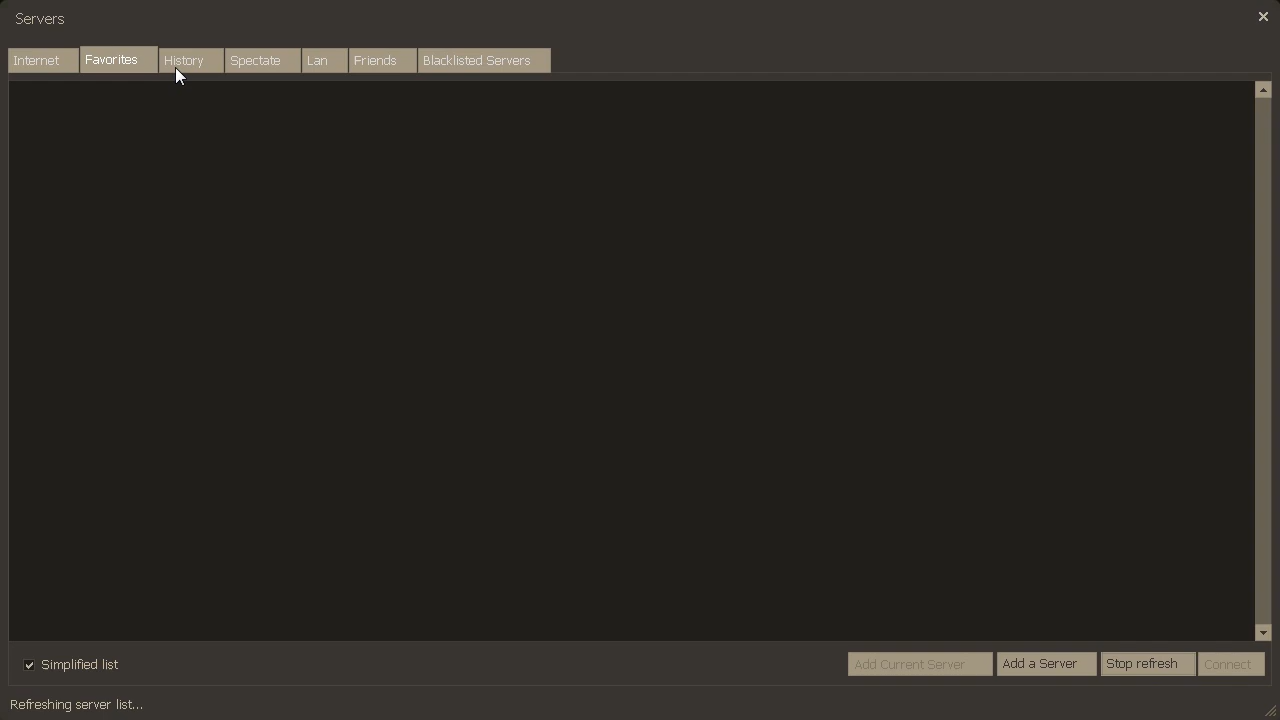 Servers
Internet Favorites History Spectate Lan Friends Blacklisted Servers
Simplified list Add Current Server Add a Server Stop refresh Connect
Refreshing server list...